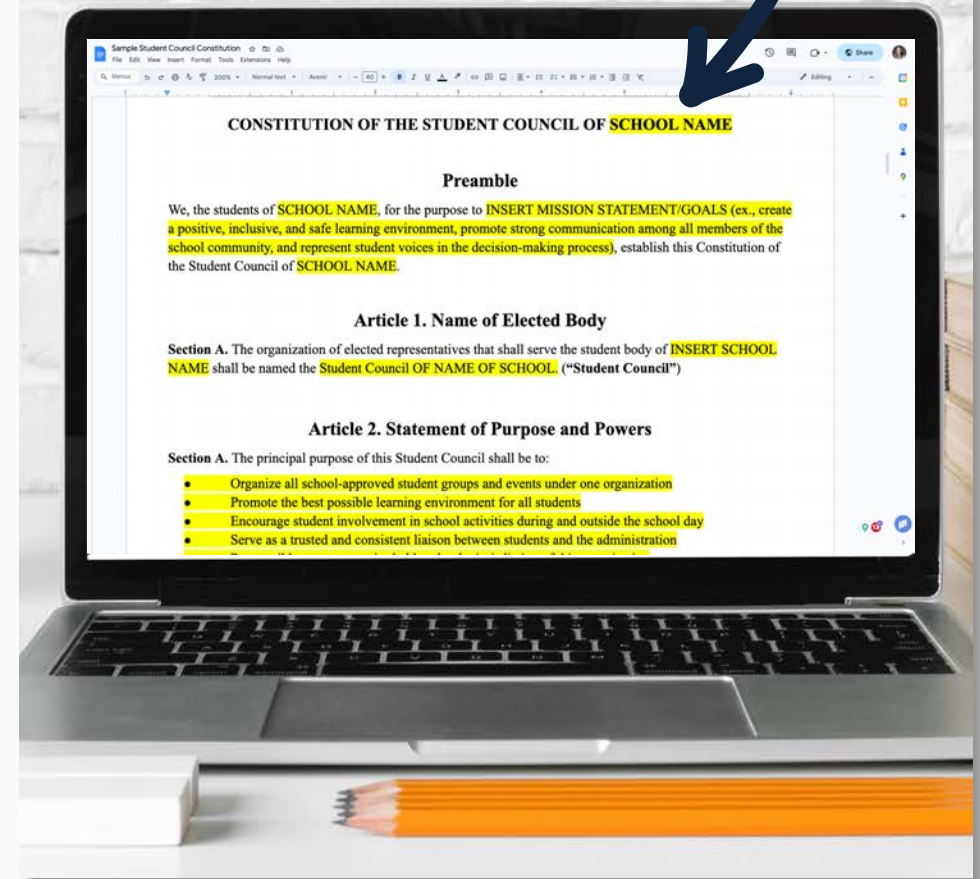 Sample Student Council Constitution
File Edit View Insert Format Tools Extensions Help
Share
Menus 200% Normal text Avenir 40 B I U A Editing
CONSTITUTION OF THE STUDENT COUNCIL OF SCHOOL NAME
Preamble
We, the students of SCHOOL NAME, for the purpose to INSERT MISSION STATEMENT/GOALS (ex., create
a positive, inclusive, and safe learning environment, promote strong communication among all members of the
school community, and represent student voices in the decision-making process), establish this Constitution of
the Student Council of SCHOOL NAME.
Article 1. Name of Elected Body
Section A. The organization of elected representatives that shall serve the student body of INSERT SCHOOL
NAME shall be named the Student Council OF NAME OF SCHOOL. (“Student Council”)
Article 2. Statement of Purpose and Powers
Section A. The principal purpose of this Student Council shall be to:
• Organize all school-approved student groups and events under one organization
• Promote the best possible learning environment for all students
• Encourage student involvement in school activities during and outside the school day
• Serve as a trusted and consistent liaison between students and the administration